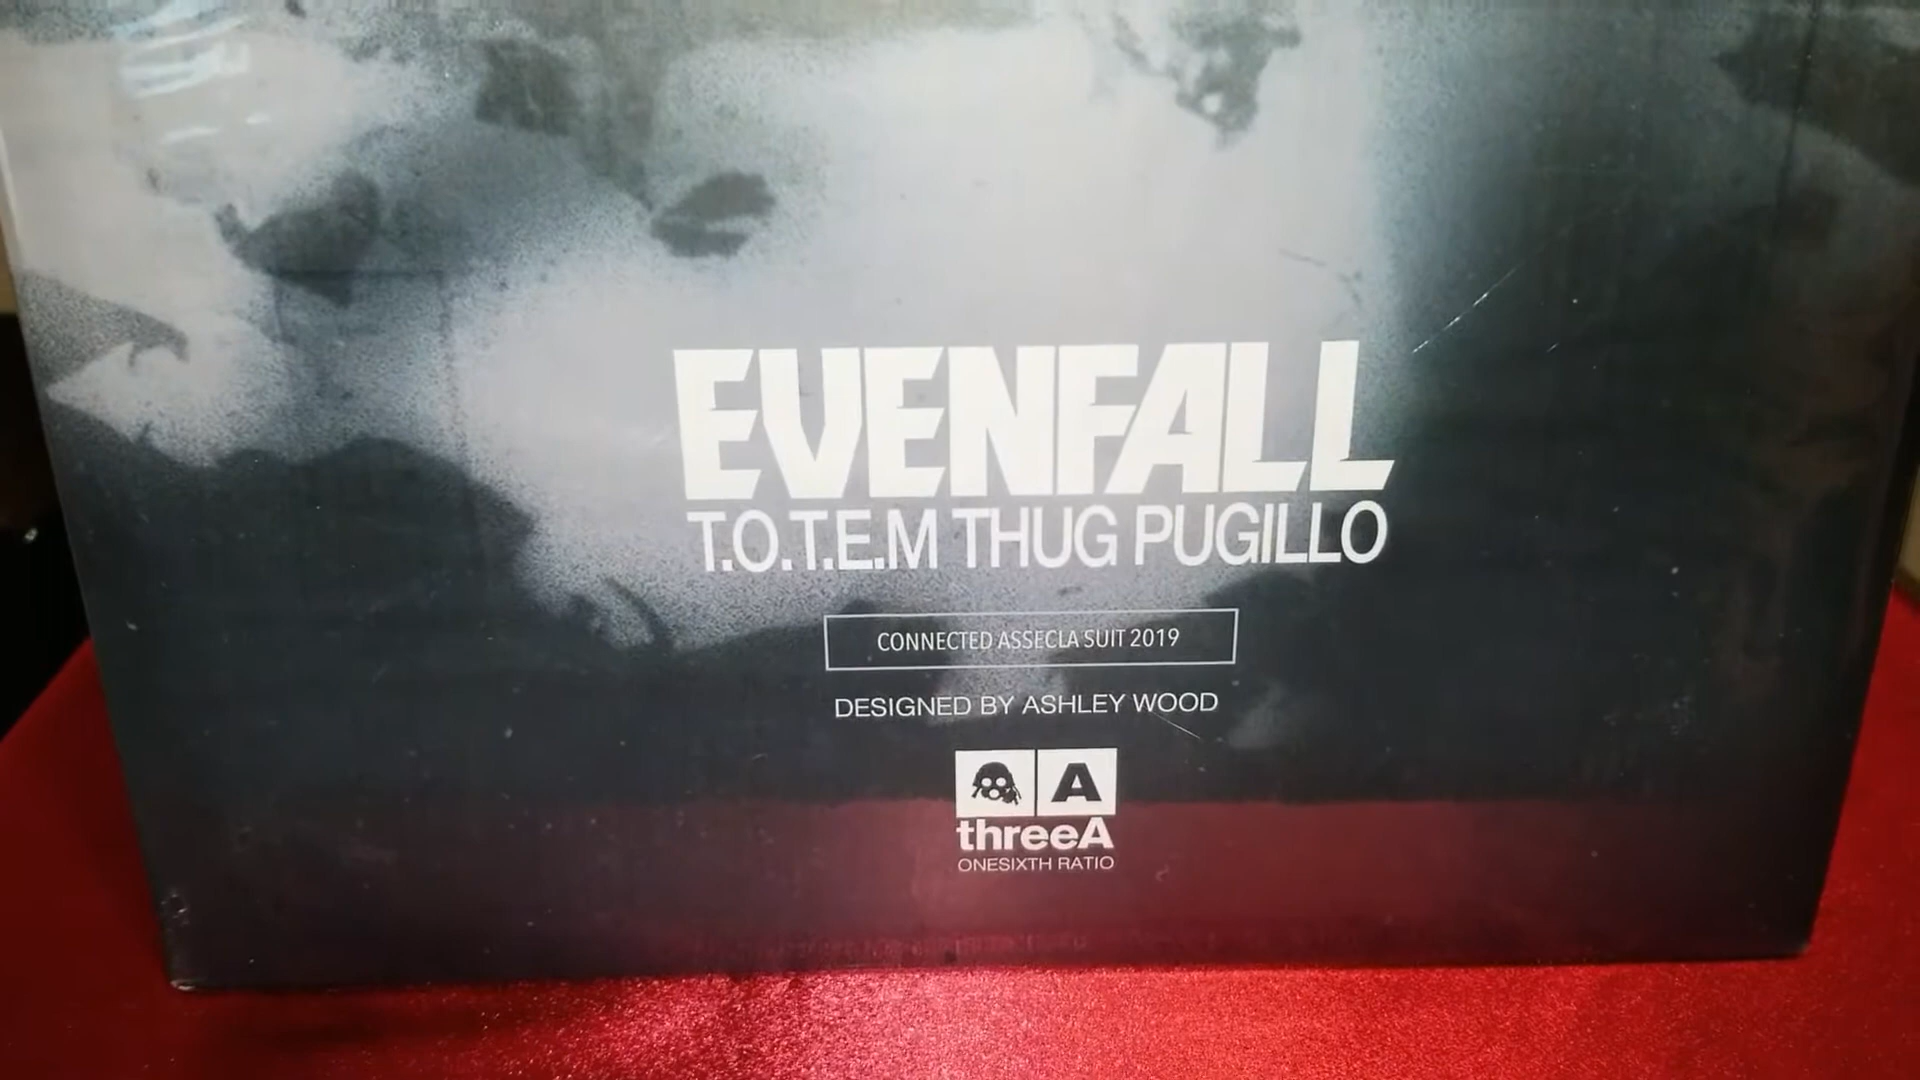 EVENFALL
T.O.T.E.M THUG PUGILLO
CONNECTED ASSECLA SUIT 2019
DESIGNED BY ASHLEY WOOD
A
threeA
ONESIXTH RATIO